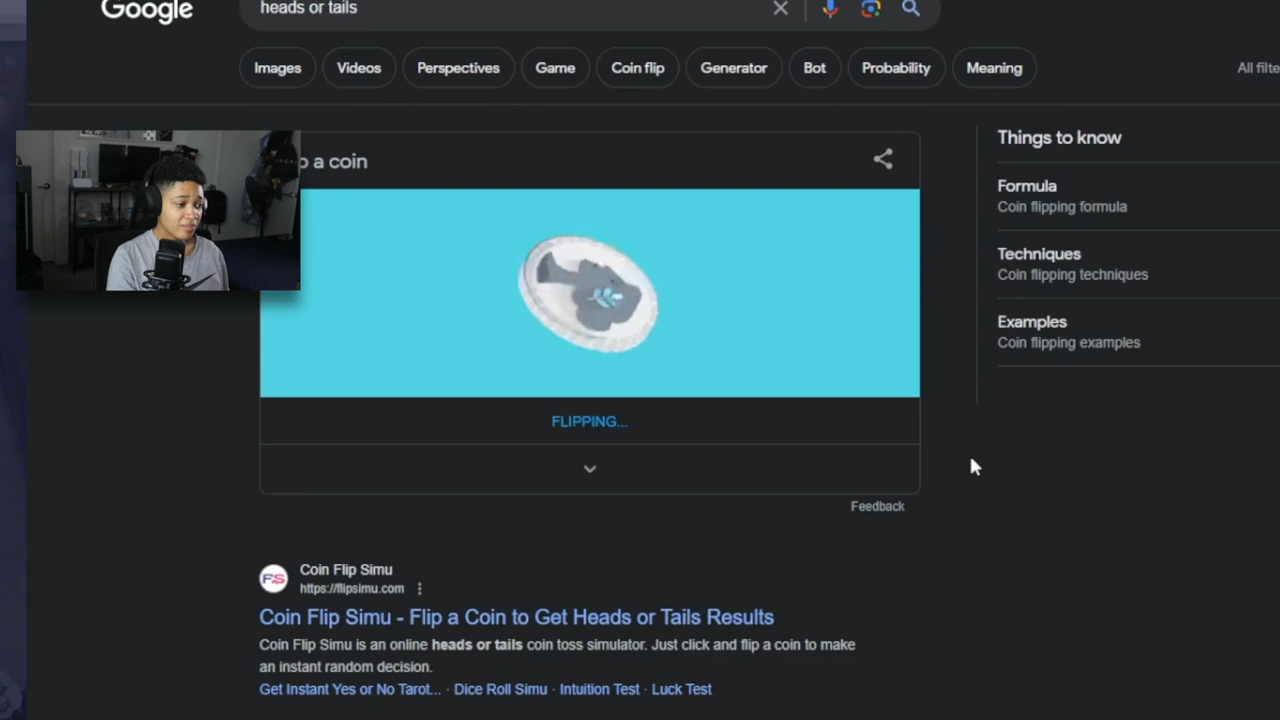 Google
heads or tails
Images
Videos
Perspectives
Game
Coin flip
Generator
Bot
Probability
Meaning
All
a coin
FLIPPING...
Feedback
Things to know
Formula
Coin flipping formula
Techniques
Coin flipping techniques
Examples
Coin flipping examples
FS
Coin Flip Simu
https://flipsimu.com
Coin Flip Simu - Flip a Coin to Get Heads or Tails Results
Coin Flip Simu is an online heads or tails coin toss simulator. Just click and flip a coin to make
an instant random decision.
Get Instant Yes or No Tarot... · Dice Roll Simu · Intuition Test · Luck Test